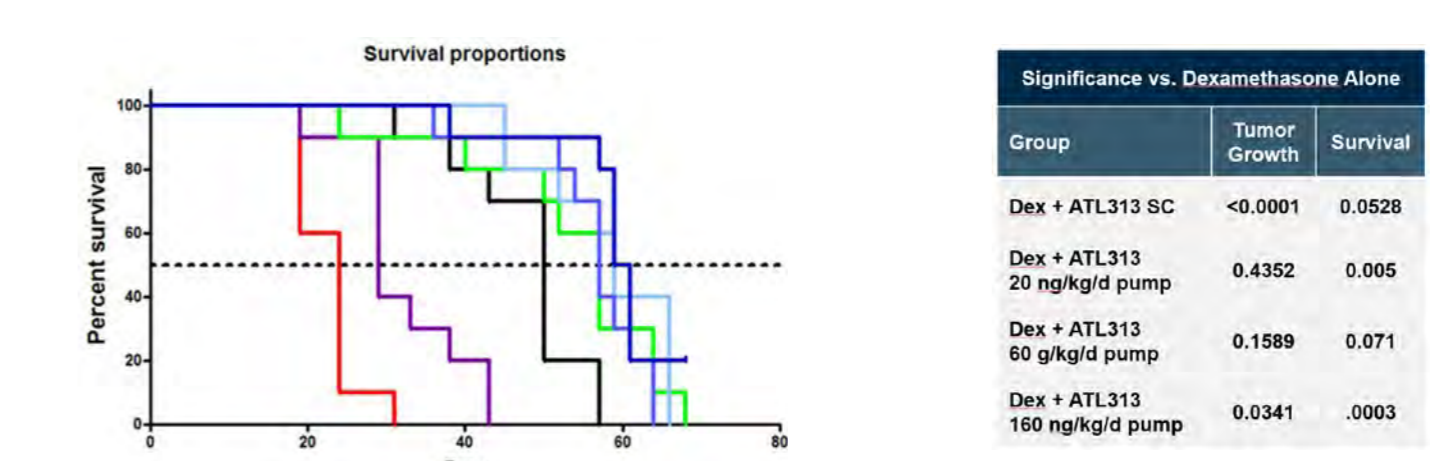 Survival proportions
Percent survival
100
80
60
40
20
0
0 20 40 60 80
Significance vs. Dexamethasone Alone
Group Tumor Growth Survival
Dex + ATL313 SC <0.0001 0.0528
Dex + ATL313
20 ng/kg/d pump 0.4352 0.005
Dex + ATL313
60 g/kg/d pump 0.1589 0.071
Dex + ATL313
160 ng/kg/d pump 0.0341 .0003